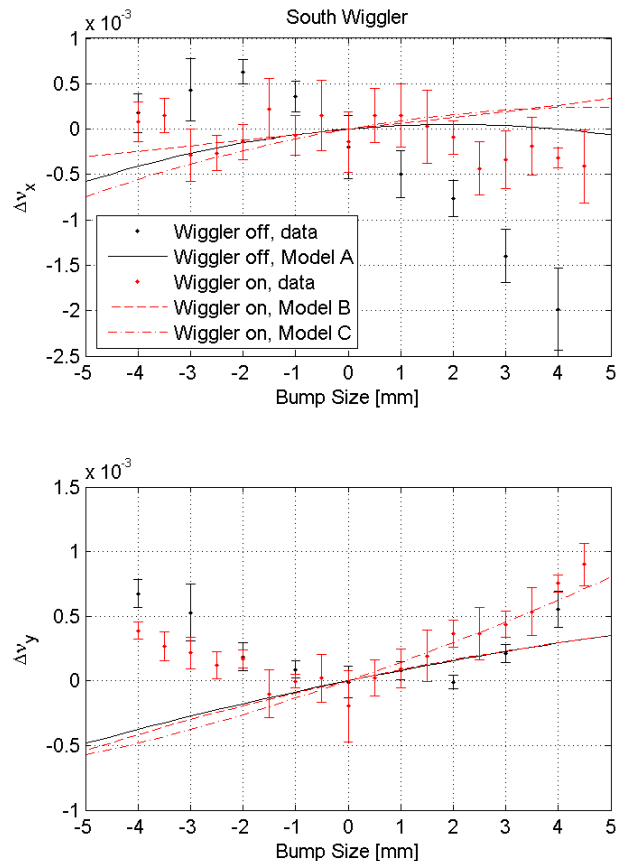 South Wiggler
x 10⁻³
1
0.5
0
-0.5
-1
-1.5
-2
-2.5
Δνx
Wiggler off, data
Wiggler off, Model A
Wiggler on, data
Wiggler on, Model B
Wiggler on, Model C
-5 -4 -3 -2 -1 0 1 2 3 4 5
Bump Size [mm]
x 10⁻³
1.5
1
0.5
0
-0.5
-1
Δνy
-5 -4 -3 -2 -1 0 1 2 3 4 5
Bump Size [mm]